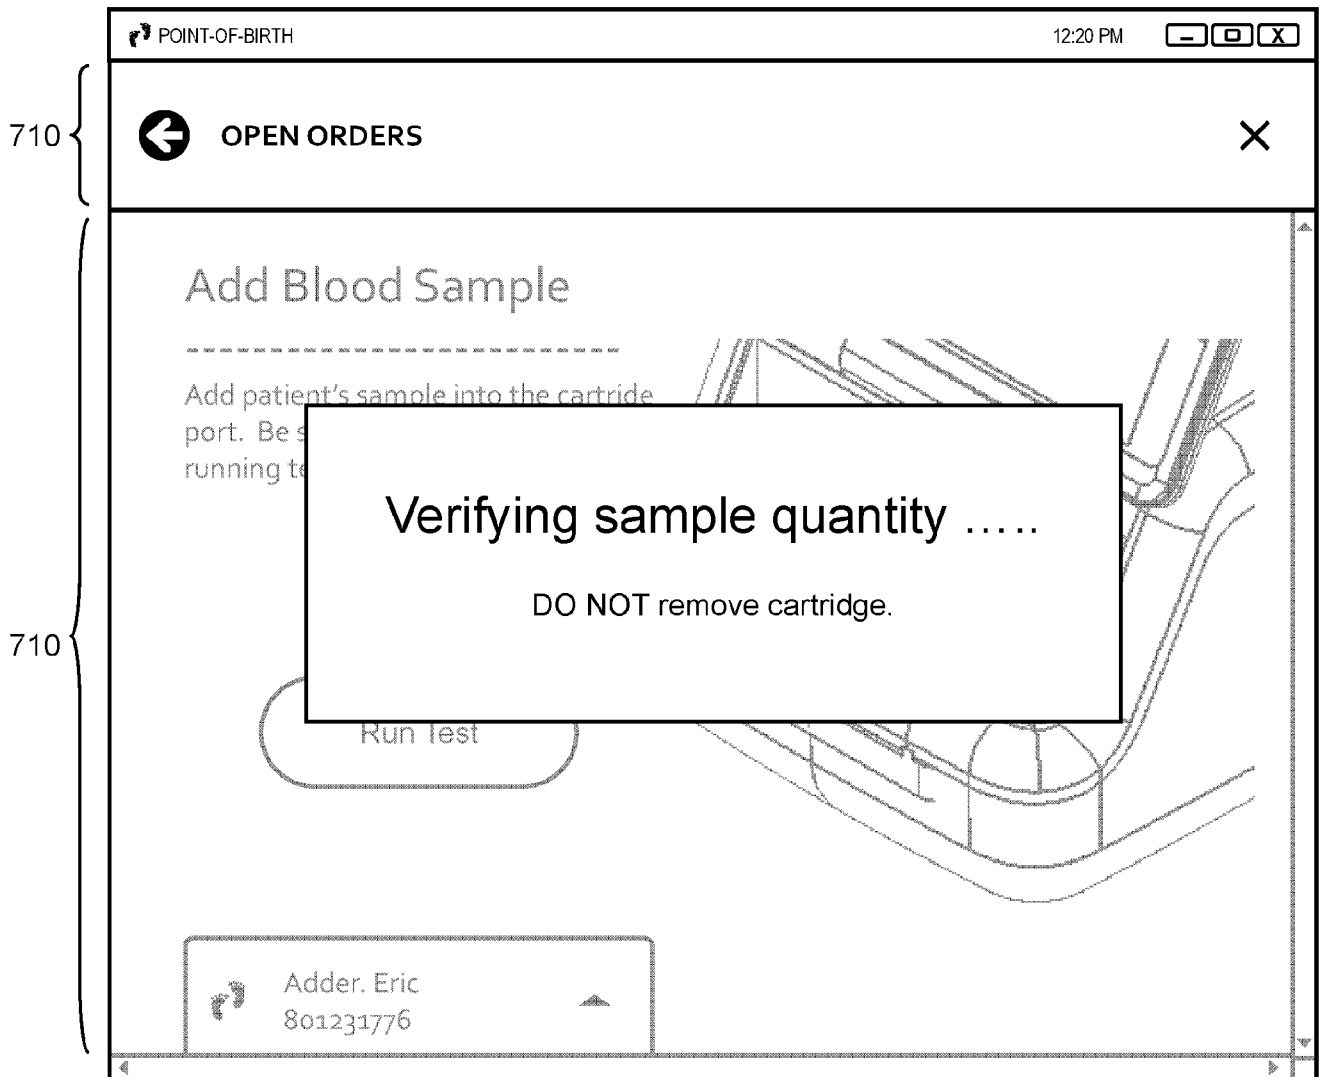 POINT-OF-BIRTH 12:20 PM X
710
OPEN ORDERS
Add Blood Sample
Add patient's sample into the cartride
port. Be
running
Verifying sample quantity .....
DO NOT remove cartridge.
710
Run Test
Adder. Eric
801231776